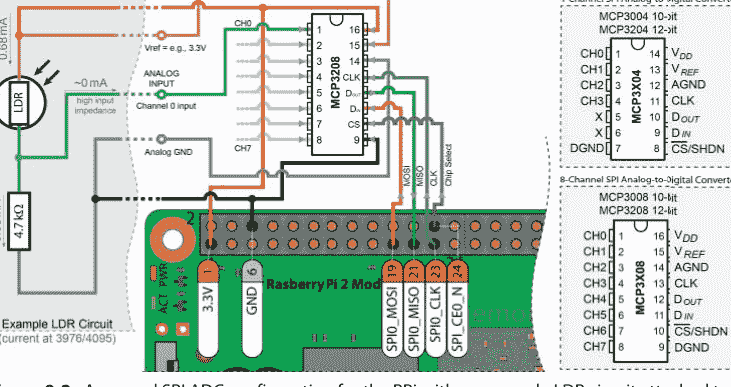 0.68mA
Vref = e.g., 3.3V
CH0
ANALOG
INPUT
~0 mA
high input
impedance
Channel 0 input
LDR
Analog GND
CH7
4.7 kΩ
Example LDR Circuit
(current at 3976/4095)
MCP3208
1 16
2 15
3 14
4 CLK
5 DOUT
6 DIN
7 CS
8 9
MOSI
MISO
CLK
Chip Select
2
ACT PWR
Rasberry Pi 2 Mod
1 3.3V
6 GND
19 SPI0_MOSI
21 SPI0_MISO
23 SPI0_CLK
24 SPI_CE0_N
MCP3004 10-bit
MCP3204 12-bit
MCP3X04
CH0 1 14 VDD
CH1 2 13 VREF
CH2 3 12 AGND
CH3 4 11 CLK
X 5 10 DOUT
X 6 9 DIN
DGND 7 8 CS/SHDN
8-Channel SPI Analog-to-Digital Convert
MCP3008 10-bit
MCP3208 12-bit
MCP3X08
CH0 1 16 VDD
CH1 2 15 VREF
CH2 3 14 AGND
CH3 4 13 CLK
CH4 5 12 DOUT
CH5 6 11 DIN
CH6 7 10 CS/SHDN
CH7 8 9 DGND